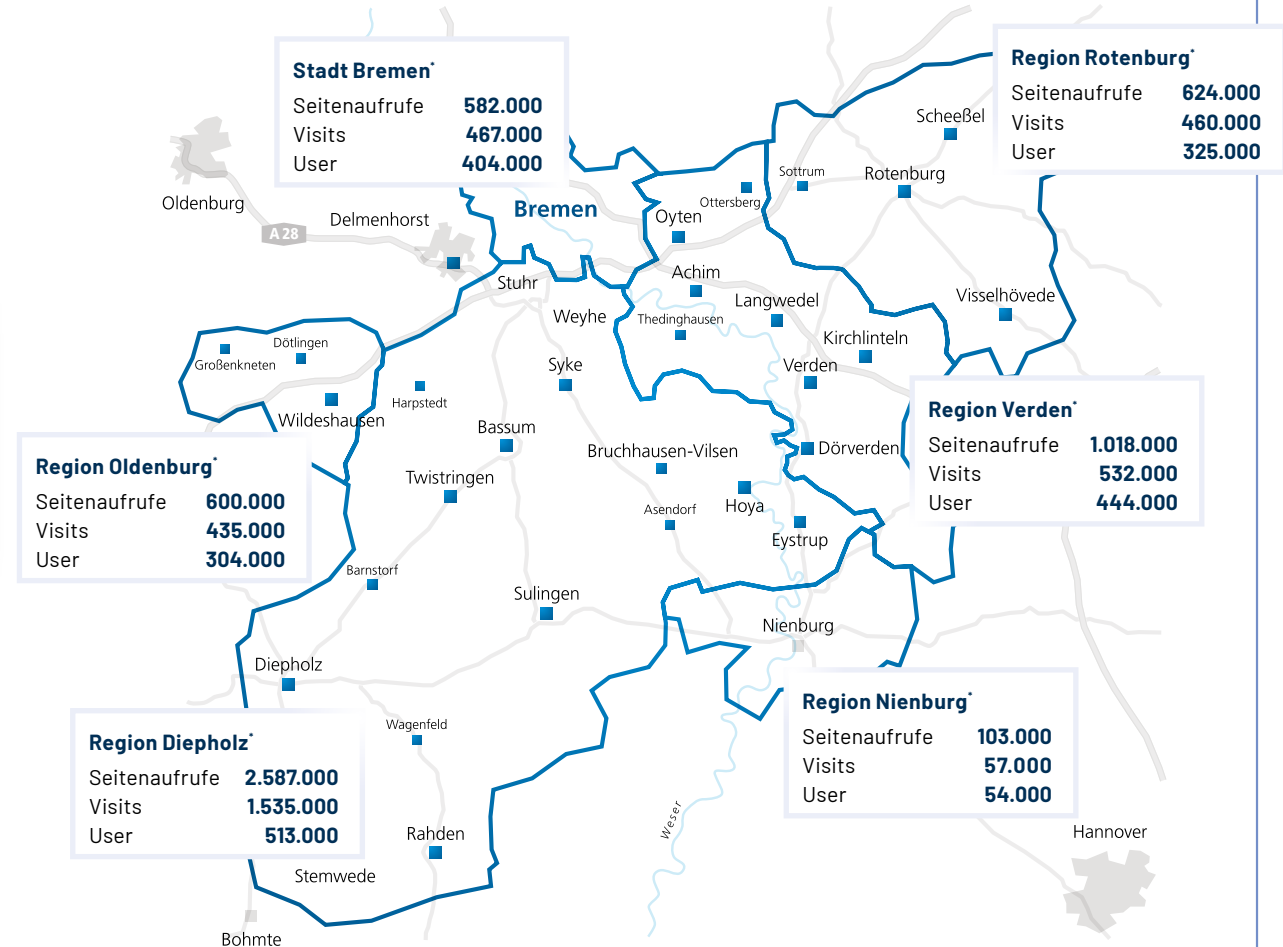 Stadt Bremen*
Seitenaufrufe 582.000
Visits 467.000
User 404.000
Region Rotenburg*
Seitenaufrufe 624.000
Visits 460.000
User 325.000
Scheeßel
Sottrum
Rotenburg
Oldenburg
Delmenhorst
A 28
Bremen
Ottersberg
Oyten
Stuhr
Achim
Langwedel
Visselhövede
Weyhe
Thedinghausen
Kirchlinteln
Dötlingen
Großenkneten
Syke
Verden
Harpstedt
Wildeshausen
Bassum
Region Verden*
Seitenaufrufe 1.018.000
Visits 532.000
User 444.000
Bruchhausen-Vilsen
Dörverden
Region Oldenburg*
Seitenaufrufe 600.000
Visits 435.000
User 304.000
Twistringen
Asendorf
Hoya
Eystrup
Barnstorf
Sulingen
Nienburg
Diepholz
Region Nienburg*
Seitenaufrufe 103.000
Visits 57.000
User 54.000
Wagenfeld
Region Diepholz*
Seitenaufrufe 2.587.000
Visits 1.535.000
User 513.000
Weser
Rahden
Hannover
Stemwede
Bohmte